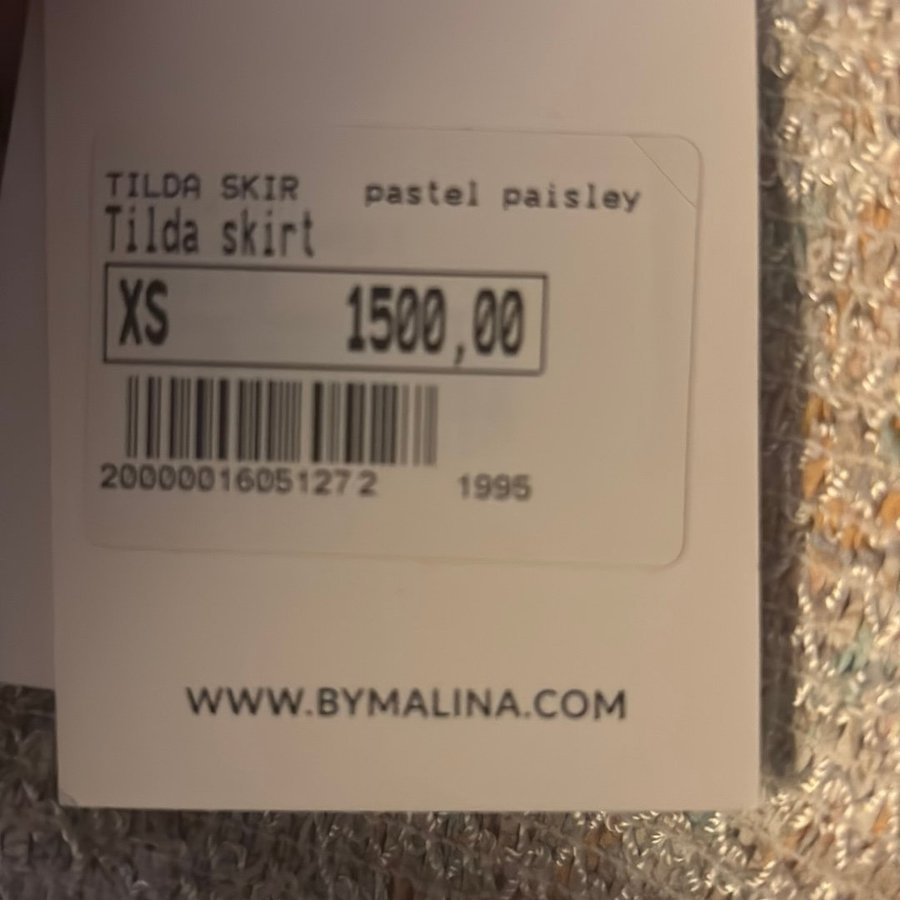 TILDA SKIR pastel paisley
Tilda skirt
XS 1500,00
2000001605127 2 1995
WWW.BYMALINA.COM